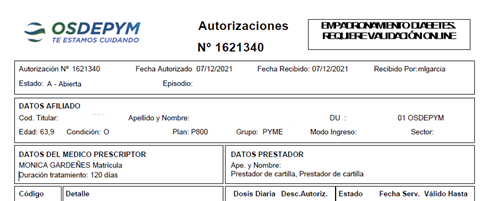 OSDEPYM
TE ESTAMOS CUIDANDO
Autorizaciones
Nº 1621340
EMPADRONAMIENTO DIABETES.
REQUIERE VALIDACIÓN ONLINE
Autorización Nº 1621340 Fecha Autorizado 07/12/2021 Fecha Recibido: 07/12/2021 Recibido Por:mlgarcia
Estado: A - Abierta Episodio:
DATOS AFILIADO
Cod. Titular: Apellido y Nombre: DU : 01 OSDEPYM
Edad: 63,9 Condición: O Plan: P800 Grupo: PYME Modo Ingreso: Sector:
DATOS DEL MEDICO PRESCRIPTOR
MONICA GARDEÑES Matrícula
Duración tratamiento: 120 días
DATOS PRESTADOR
Ape. y Nombre:
Prestador de cartilla, Prestador de cartilla
Código Detalle Dosis Diaria Desc.Autoriz. Estado Fecha Serv. Válido Hasta